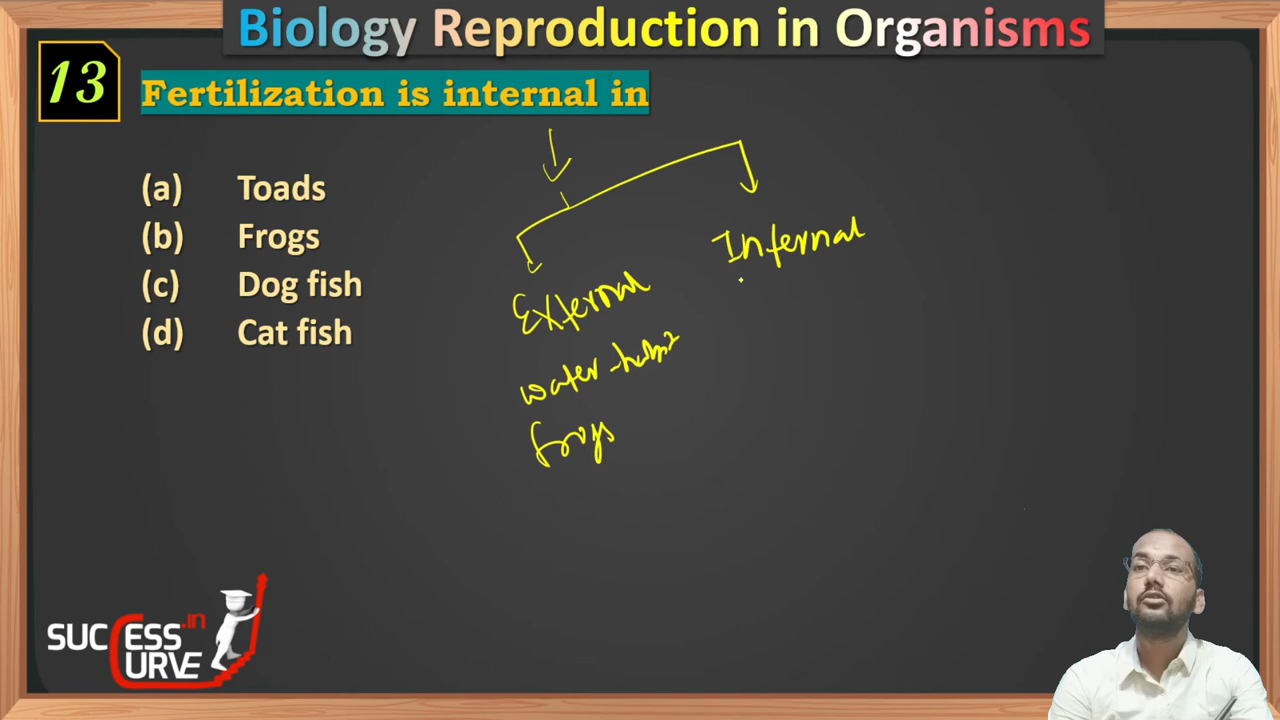 Biology Reproduction in Organisms
13
Fertilization is internal in
(a) Toads
(b) Frogs
(c) Dog fish
(d) Cat fish
External
Internal
water-
frogs
SUCCESS.IN
CURVE